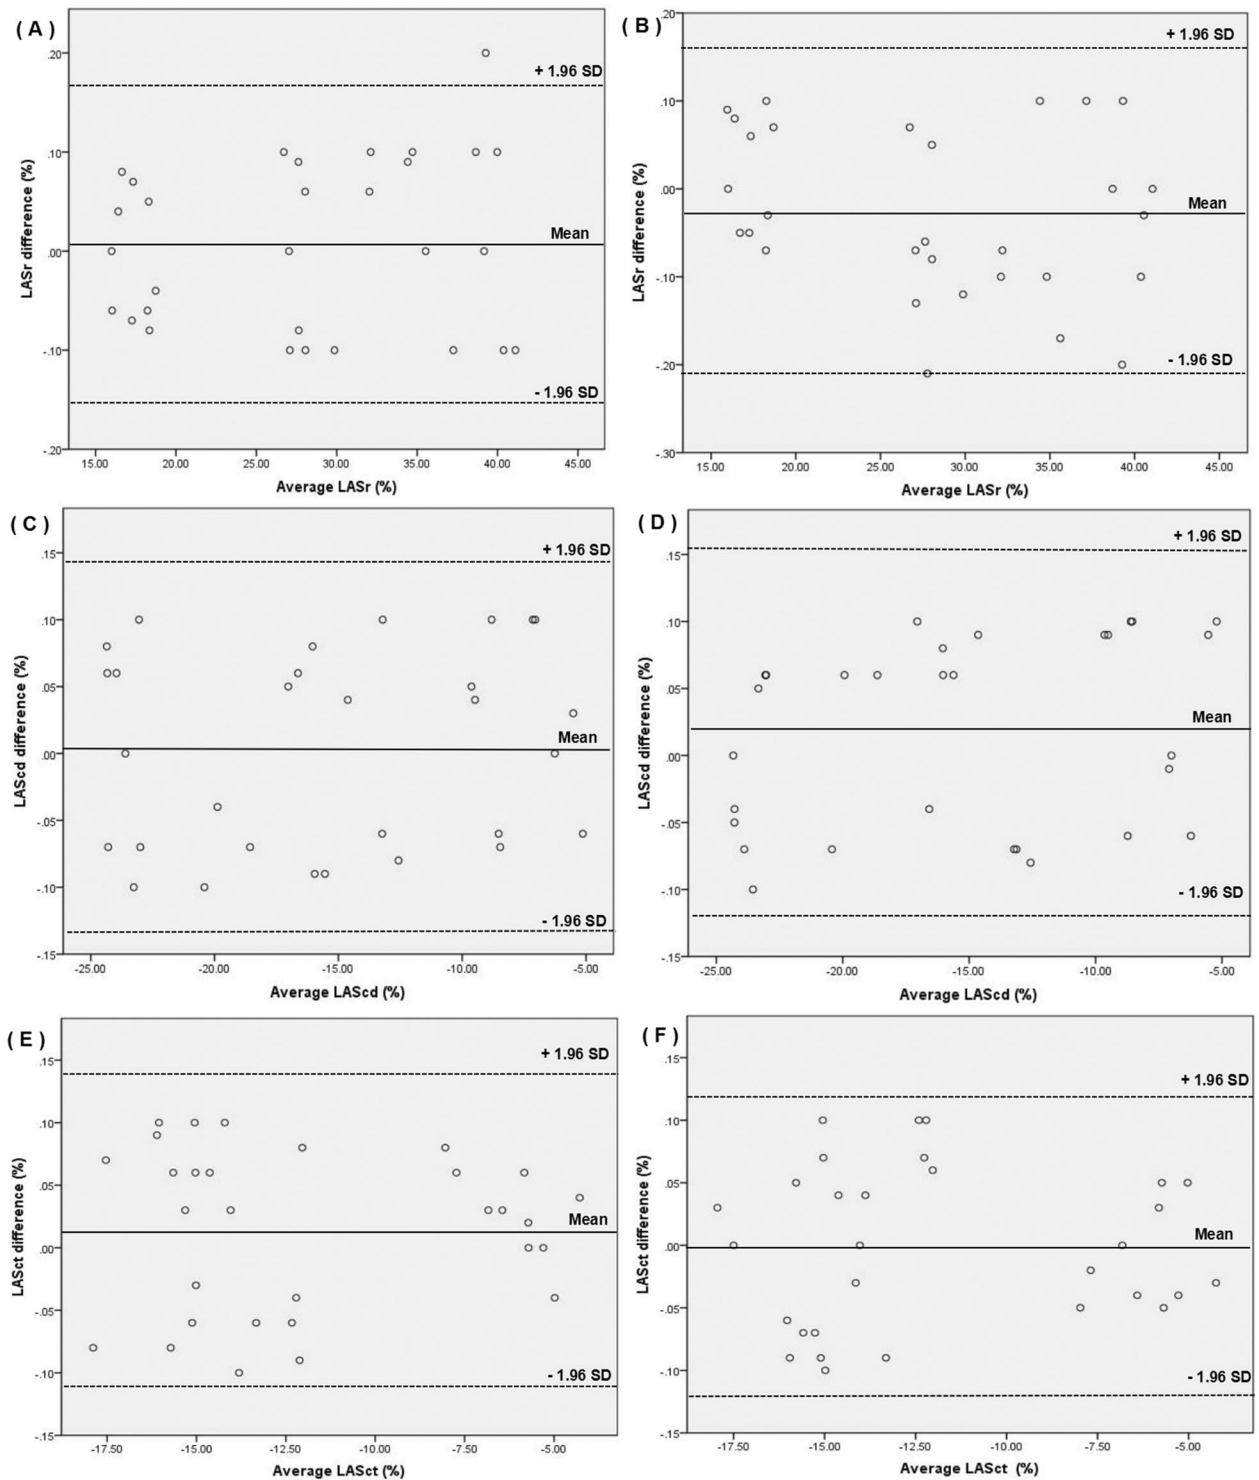 ( A )
LASr difference (%)
.20
.10
.00
-.10
-.20
+ 1.96 SD
Mean
- 1.96 SD
15.00 20.00 25.00 30.00 35.00 40.00 45.00
Average LASr (%)
( B )
LASr difference (%)
.20
.10
.00
-.10
-.20
-.30
+ 1.96 SD
Mean
- 1.96 SD
15.00 20.00 25.00 30.00 35.00 40.00 45.00
Average LASr (%)
( C )
LAScd difference (%)
.15
.10
.05
.00
-.05
-.10
-.15
+ 1.96 SD
Mean
- 1.96 SD
-25.00 -20.00 -15.00 -10.00 -5.00
Average LAScd (%)
( D )
LAScd difference (%)
.15
.10
.05
.00
-.05
-.10
-.15
+ 1.96 SD
Mean
- 1.96 SD
-25.00 -20.00 -15.00 -10.00 -5.00
Average LAScd (%)
( E )
LASct difference (%)
.15
.10
.05
.00
-.05
-.10
-.15
+ 1.96 SD
Mean
- 1.96 SD
-17.50 -15.00 -12.50 -10.00 -7.50 -5.00
Average LASct (%)
( F )
LASct difference (%)
.15
.10
.05
.00
-.05
-.10
-.15
+ 1.96 SD
Mean
- 1.96 SD
-17.50 -15.00 -12.50 -10.00 -7.50 -5.00
Average LASct (%)